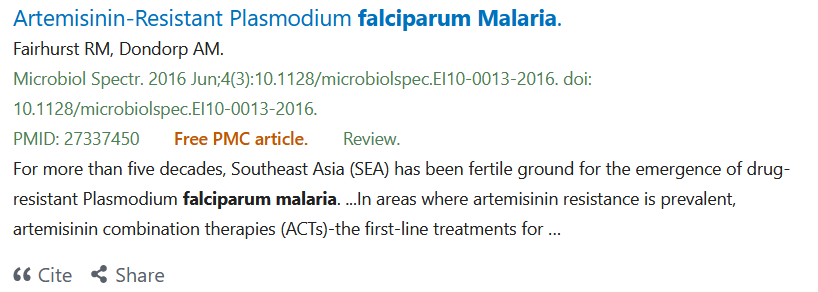 Artemisinin-Resistant Plasmodium falciparum Malaria.
Fairhurst RM, Dondorp AM.
Microbiol Spectr. 2016 Jun;4(3):10.1128/microbiolspec.EI10-0013-2016. doi:
10.1128/microbiolspec.EI10-0013-2016.
PMID: 27337450 Free PMC article. Review.
For more than five decades, Southeast Asia (SEA) has been fertile ground for the emergence of drug-
resistant Plasmodium falciparum malaria. ...In areas where artemisinin resistance is prevalent,
artemisinin combination therapies (ACTs)-the first-line treatments for ...
Cite Share